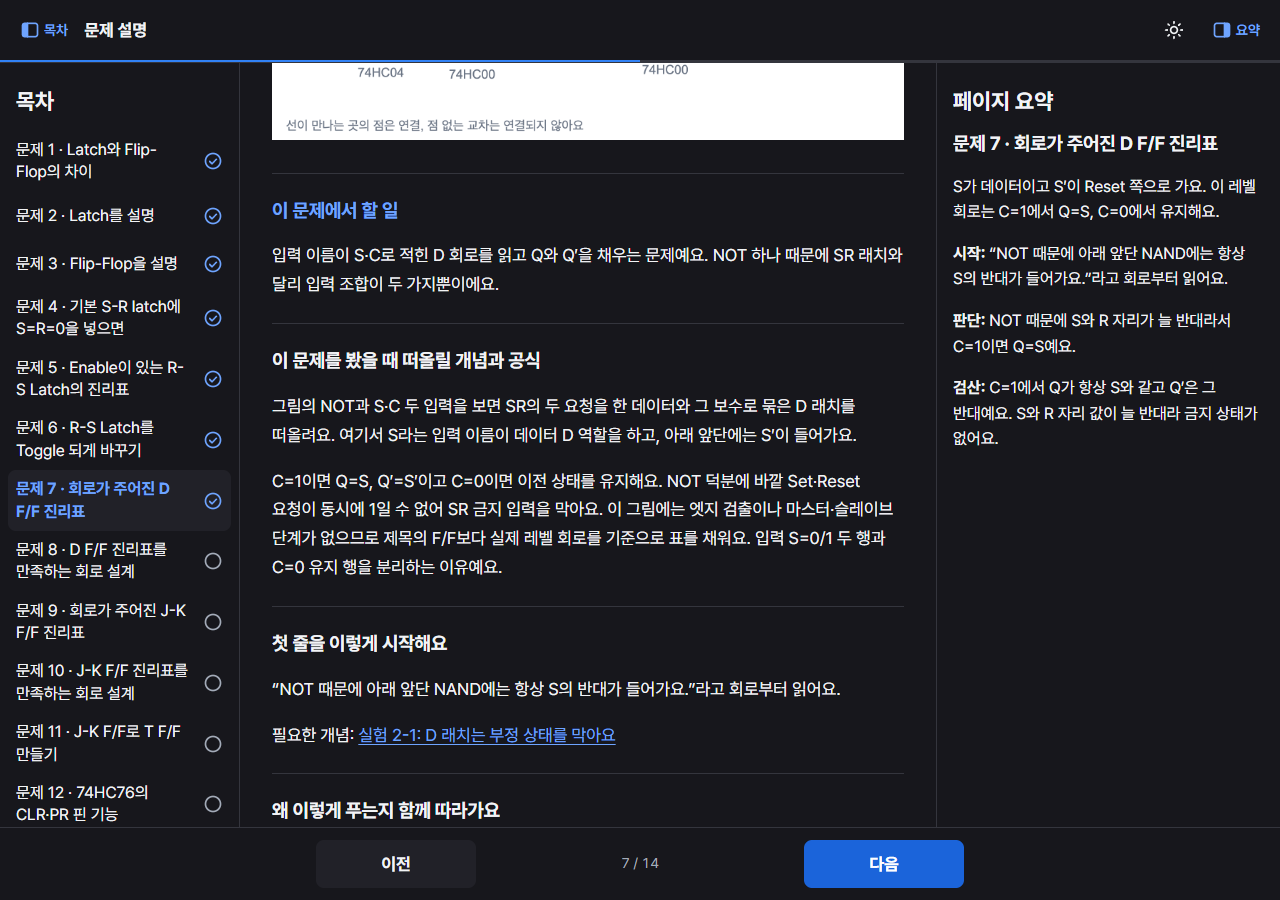 목차
문제 설명
요약
목차
문제 1 · Latch와 Flip-
Flop의 차이
문제 2 · Latch를 설명
문제 3 · Flip-Flop을 설명
문제 4 · 기본 S-R latch에
S=R=0을 넣으면
문제 5 · Enable이 있는 R-
S Latch의 진리표
문제 6 · R-S Latch를
Toggle 되게 바꾸기
문제 7 · 회로가 주어진 D
F/F 진리표
문제 8 · D F/F 진리표를
만족하는 회로 설계
문제 9 · 회로가 주어진 J-K
F/F 진리표
문제 10 · J-K F/F 진리표를
만족하는 회로 설계
문제 11 · J-K F/F로 T F/F
만들기
문제 12 · 74HC76의
CLR·PR 핀 기능
74HC04
74HC00
74HC00
선이 만나는 곳의 점은 연결, 점 없는 교차는 연결되지 않아요
이 문제에서 할 일
입력 이름이 S·C로 적힌 D 회로를 읽고 Q와 Q′을 채우는 문제예요. NOT 하나 때문에 SR 래치와
달리 입력 조합이 두 가지뿐이에요.
이 문제를 봤을 때 떠올릴 개념과 공식
그림의 NOT과 S·C 두 입력을 보면 SR의 두 요청을 한 데이터와 그 보수로 묶은 D 래치를
떠올려요. 여기서 S라는 입력 이름이 데이터 D 역할을 하고, 아래 앞단에는 S′이 들어가요.
C=1이면 Q=S, Q′=S′이고 C=0이면 이전 상태를 유지해요. NOT 덕분에 바깥 Set·Reset
요청이 동시에 1일 수 없어 SR 금지 입력을 막아요. 이 그림에는 엣지 검출이나 마스터·슬레이브
단계가 없으므로 제목의 F/F보다 실제 레벨 회로를 기준으로 표를 채워요. 입력 S=0/1 두 행과
C=0 유지 행을 분리하는 이유예요.
첫 줄을 이렇게 시작해요
“NOT 때문에 아래 앞단 NAND에는 항상 S의 반대가 들어가요.”라고 회로부터 읽어요.
필요한 개념: 실험 2-1: D 래치는 부정 상태를 막아요
왜 이렇게 푸는지 함께 따라가요
페이지 요약
문제 7 · 회로가 주어진 D F/F 진리표
S가 데이터이고 S′이 Reset 쪽으로 가요. 이 레벨
회로는 C=1에서 Q=S, C=0에서 유지해요.
시작: “NOT 때문에 아래 앞단 NAND에는 항상
S의 반대가 들어가요.”라고 회로부터 읽어요.
판단: NOT 때문에 S와 R 자리가 늘 반대라서
C=1이면 Q=S예요.
검산: C=1에서 Q가 항상 S와 같고 Q′은 그
반대예요. S와 R 자리 값이 늘 반대라 금지 상태가
없어요.
이전
7 / 14
다음